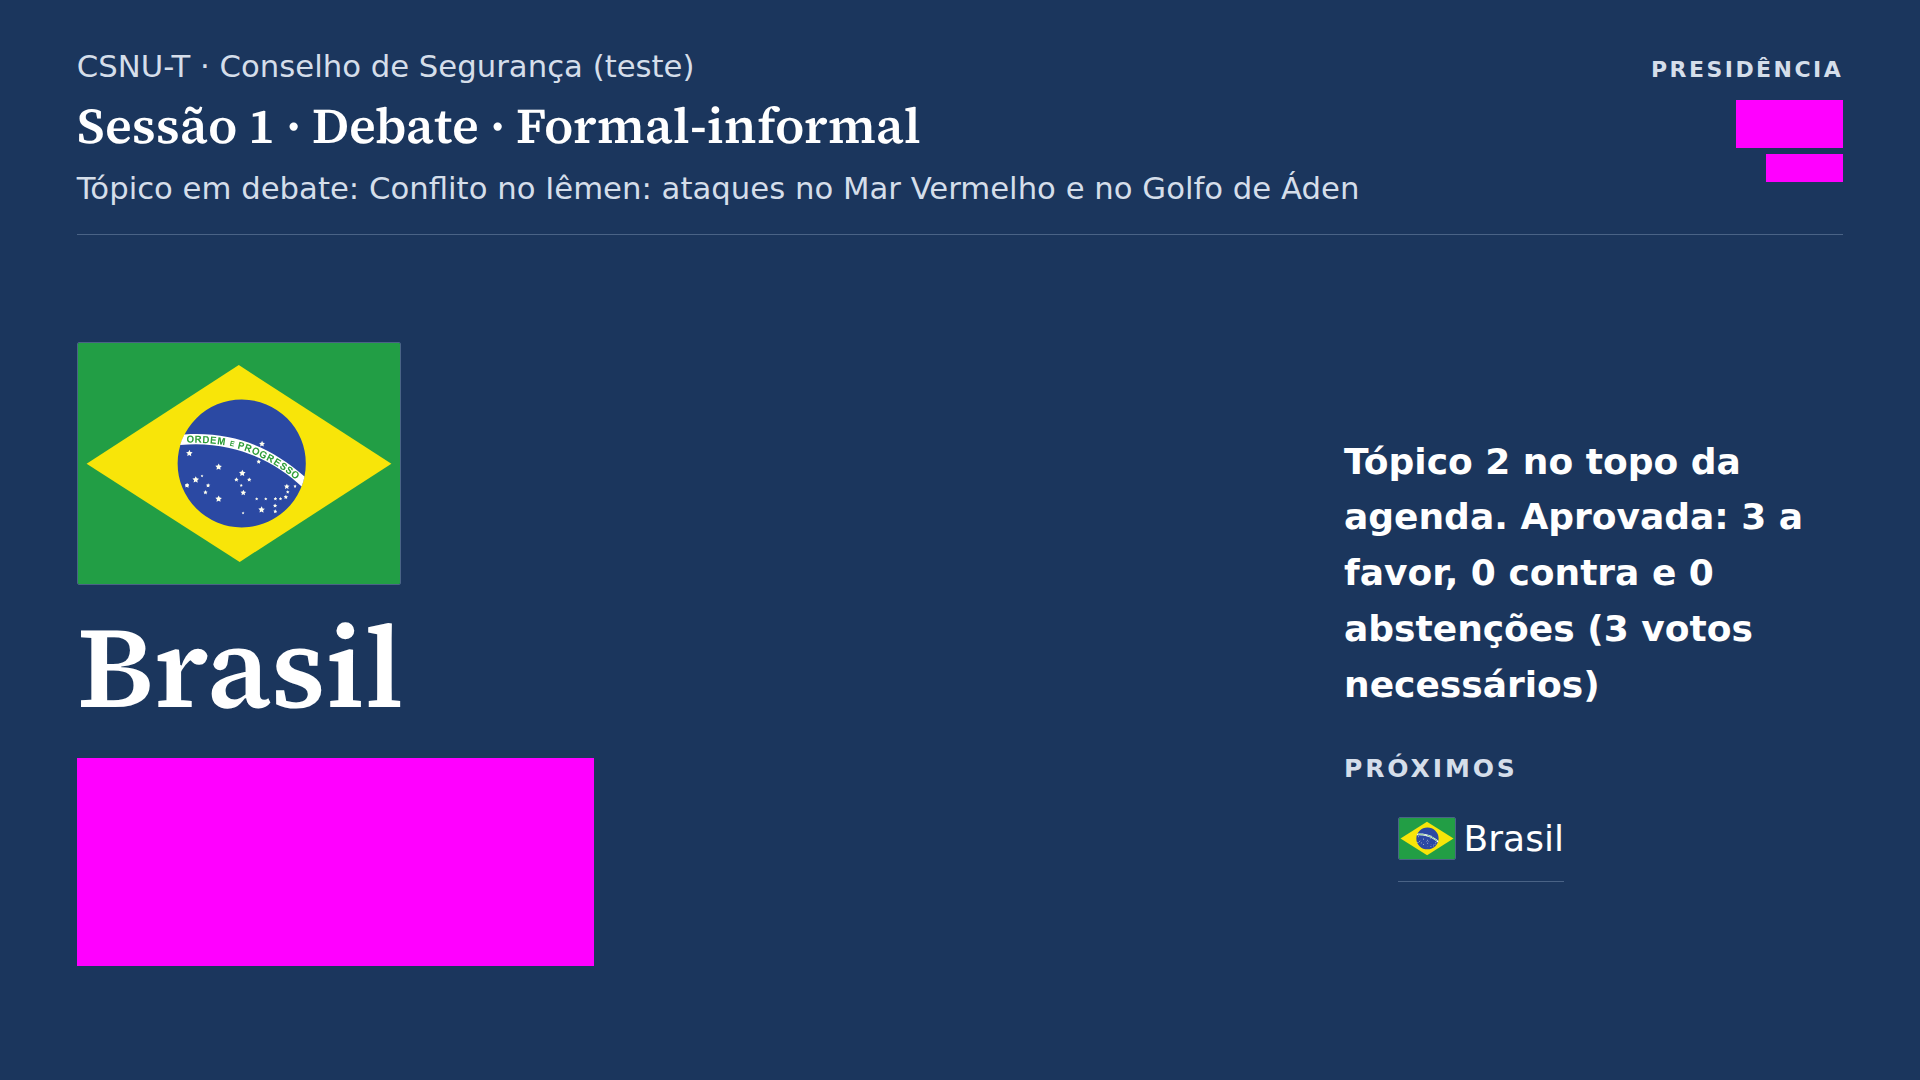 CSNU-T · Conselho de Segurança (teste)
Sessão 1 · Debate · Formal-informal
Tópico em debate: Conflito no Iêmen: ataques no Mar Vermelho e no Golfo de Áden
PRESIDÊNCIA
ORDEM E PROGRESSO
Brasil
Tópico 2 no topo da
agenda. Aprovada: 3 a
favor, 0 contra e 0
abstenções (3 votos
necessários)
PRÓXIMOS
Brasil